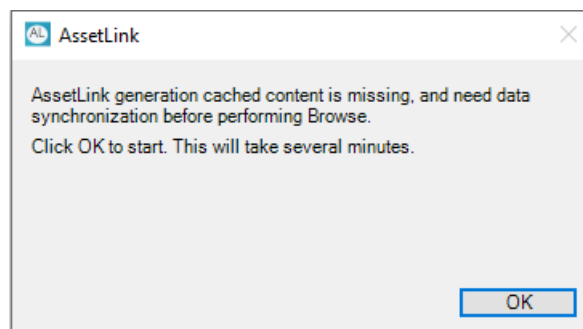 AL AssetLink
AssetLink generation cached content is missing, and need data
synchronization before performing Browse.
Click OK to start. This will take several minutes.
OK